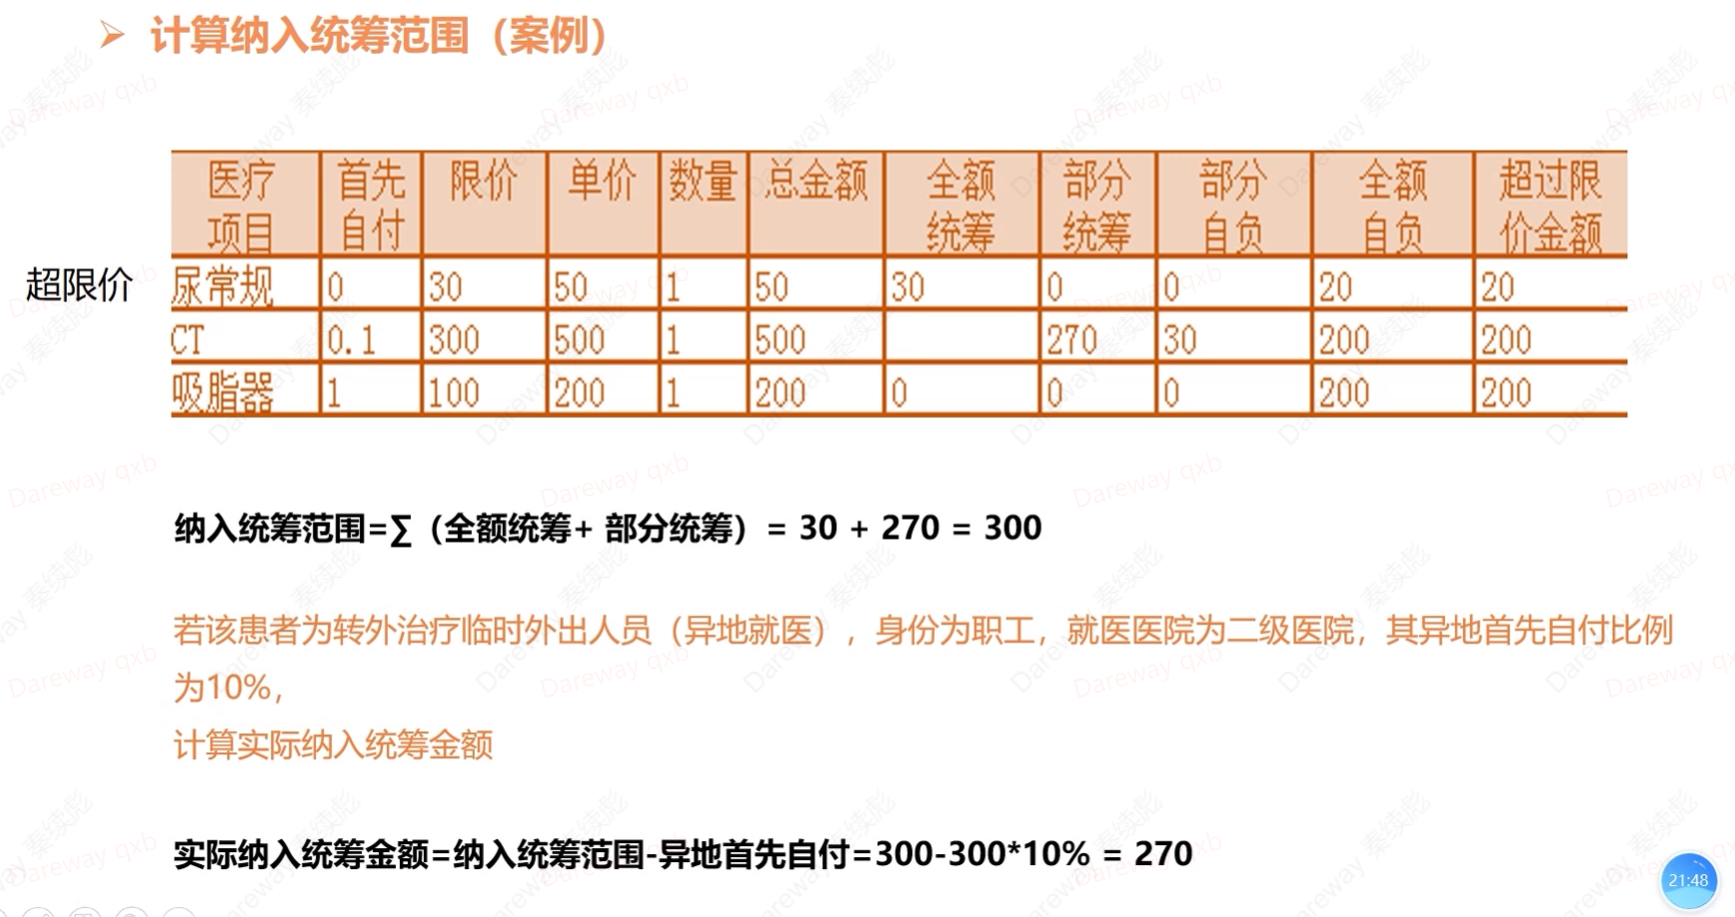 计算纳入统筹范围（案例）
医疗项目 首先自付 限价 单价 数量 总金额 全额统筹 部分统筹 部分自负 全额自负 超过限价金额
超限价
尿常规 0 30 50 1 50 30 0 0 20 20
CT 0.1 300 500 1 500 270 30 200 200
吸脂器 1 100 200 1 200 0 0 0 200 200
纳入统筹范围=∑（全额统筹+ 部分统筹）= 30 + 270 = 300
若该患者为转外治疗临时外出人员（异地就医），身份为职工，就医医院为二级医院，其异地首先自付比例
为10%，
计算实际纳入统筹金额
实际纳入统筹金额=纳入统筹范围-异地首先自付=300-300*10% = 270
21:48
Dareway qxb
Dareway 秦续彪